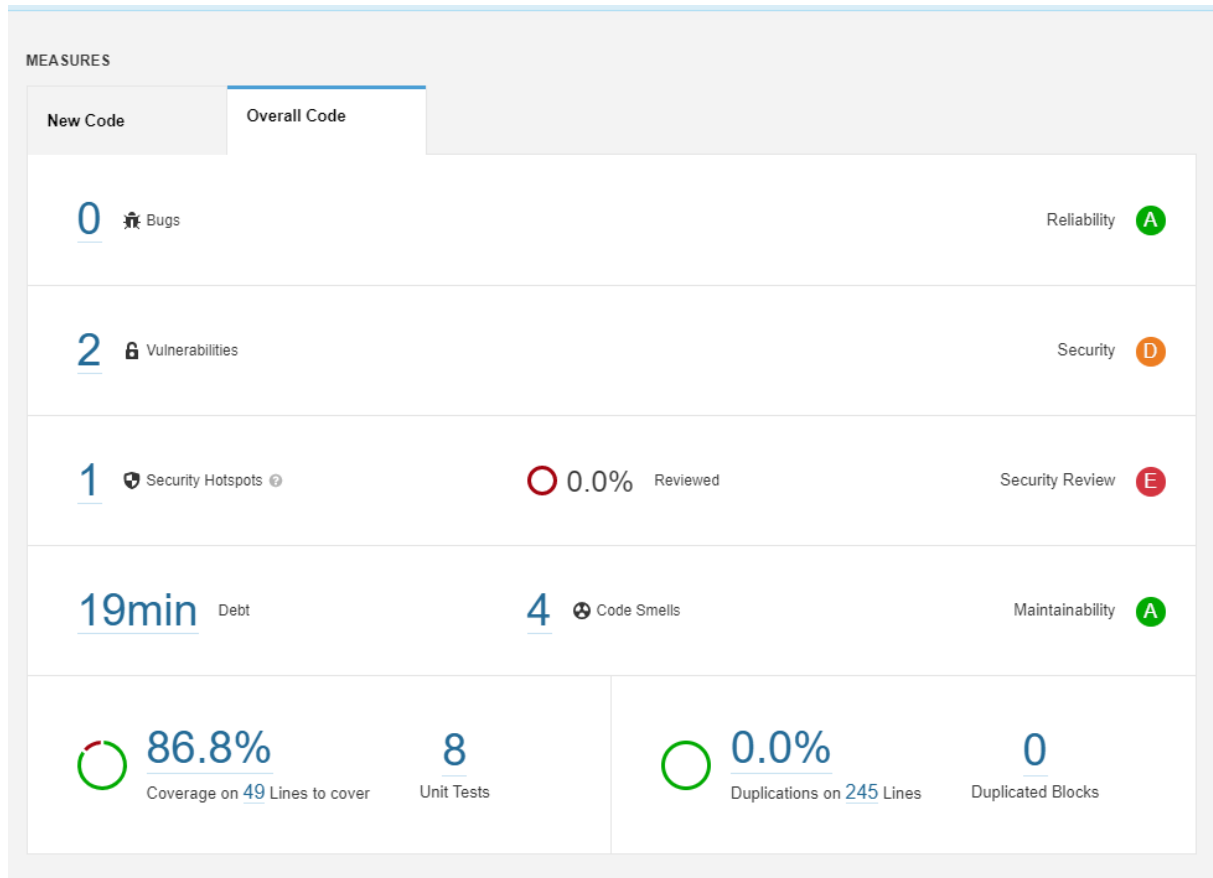 MEASURES
New Code
Overall Code
0 Bugs
Reliability A
2 Vulnerabilities
Security D
1 Security Hotspots ?
0.0% Reviewed
Security Review E
19min Debt
4 Code Smells
Maintainability A
86.8%
Coverage on 49 Lines to cover
8
Unit Tests
0.0%
Duplications on 245 Lines
0
Duplicated Blocks